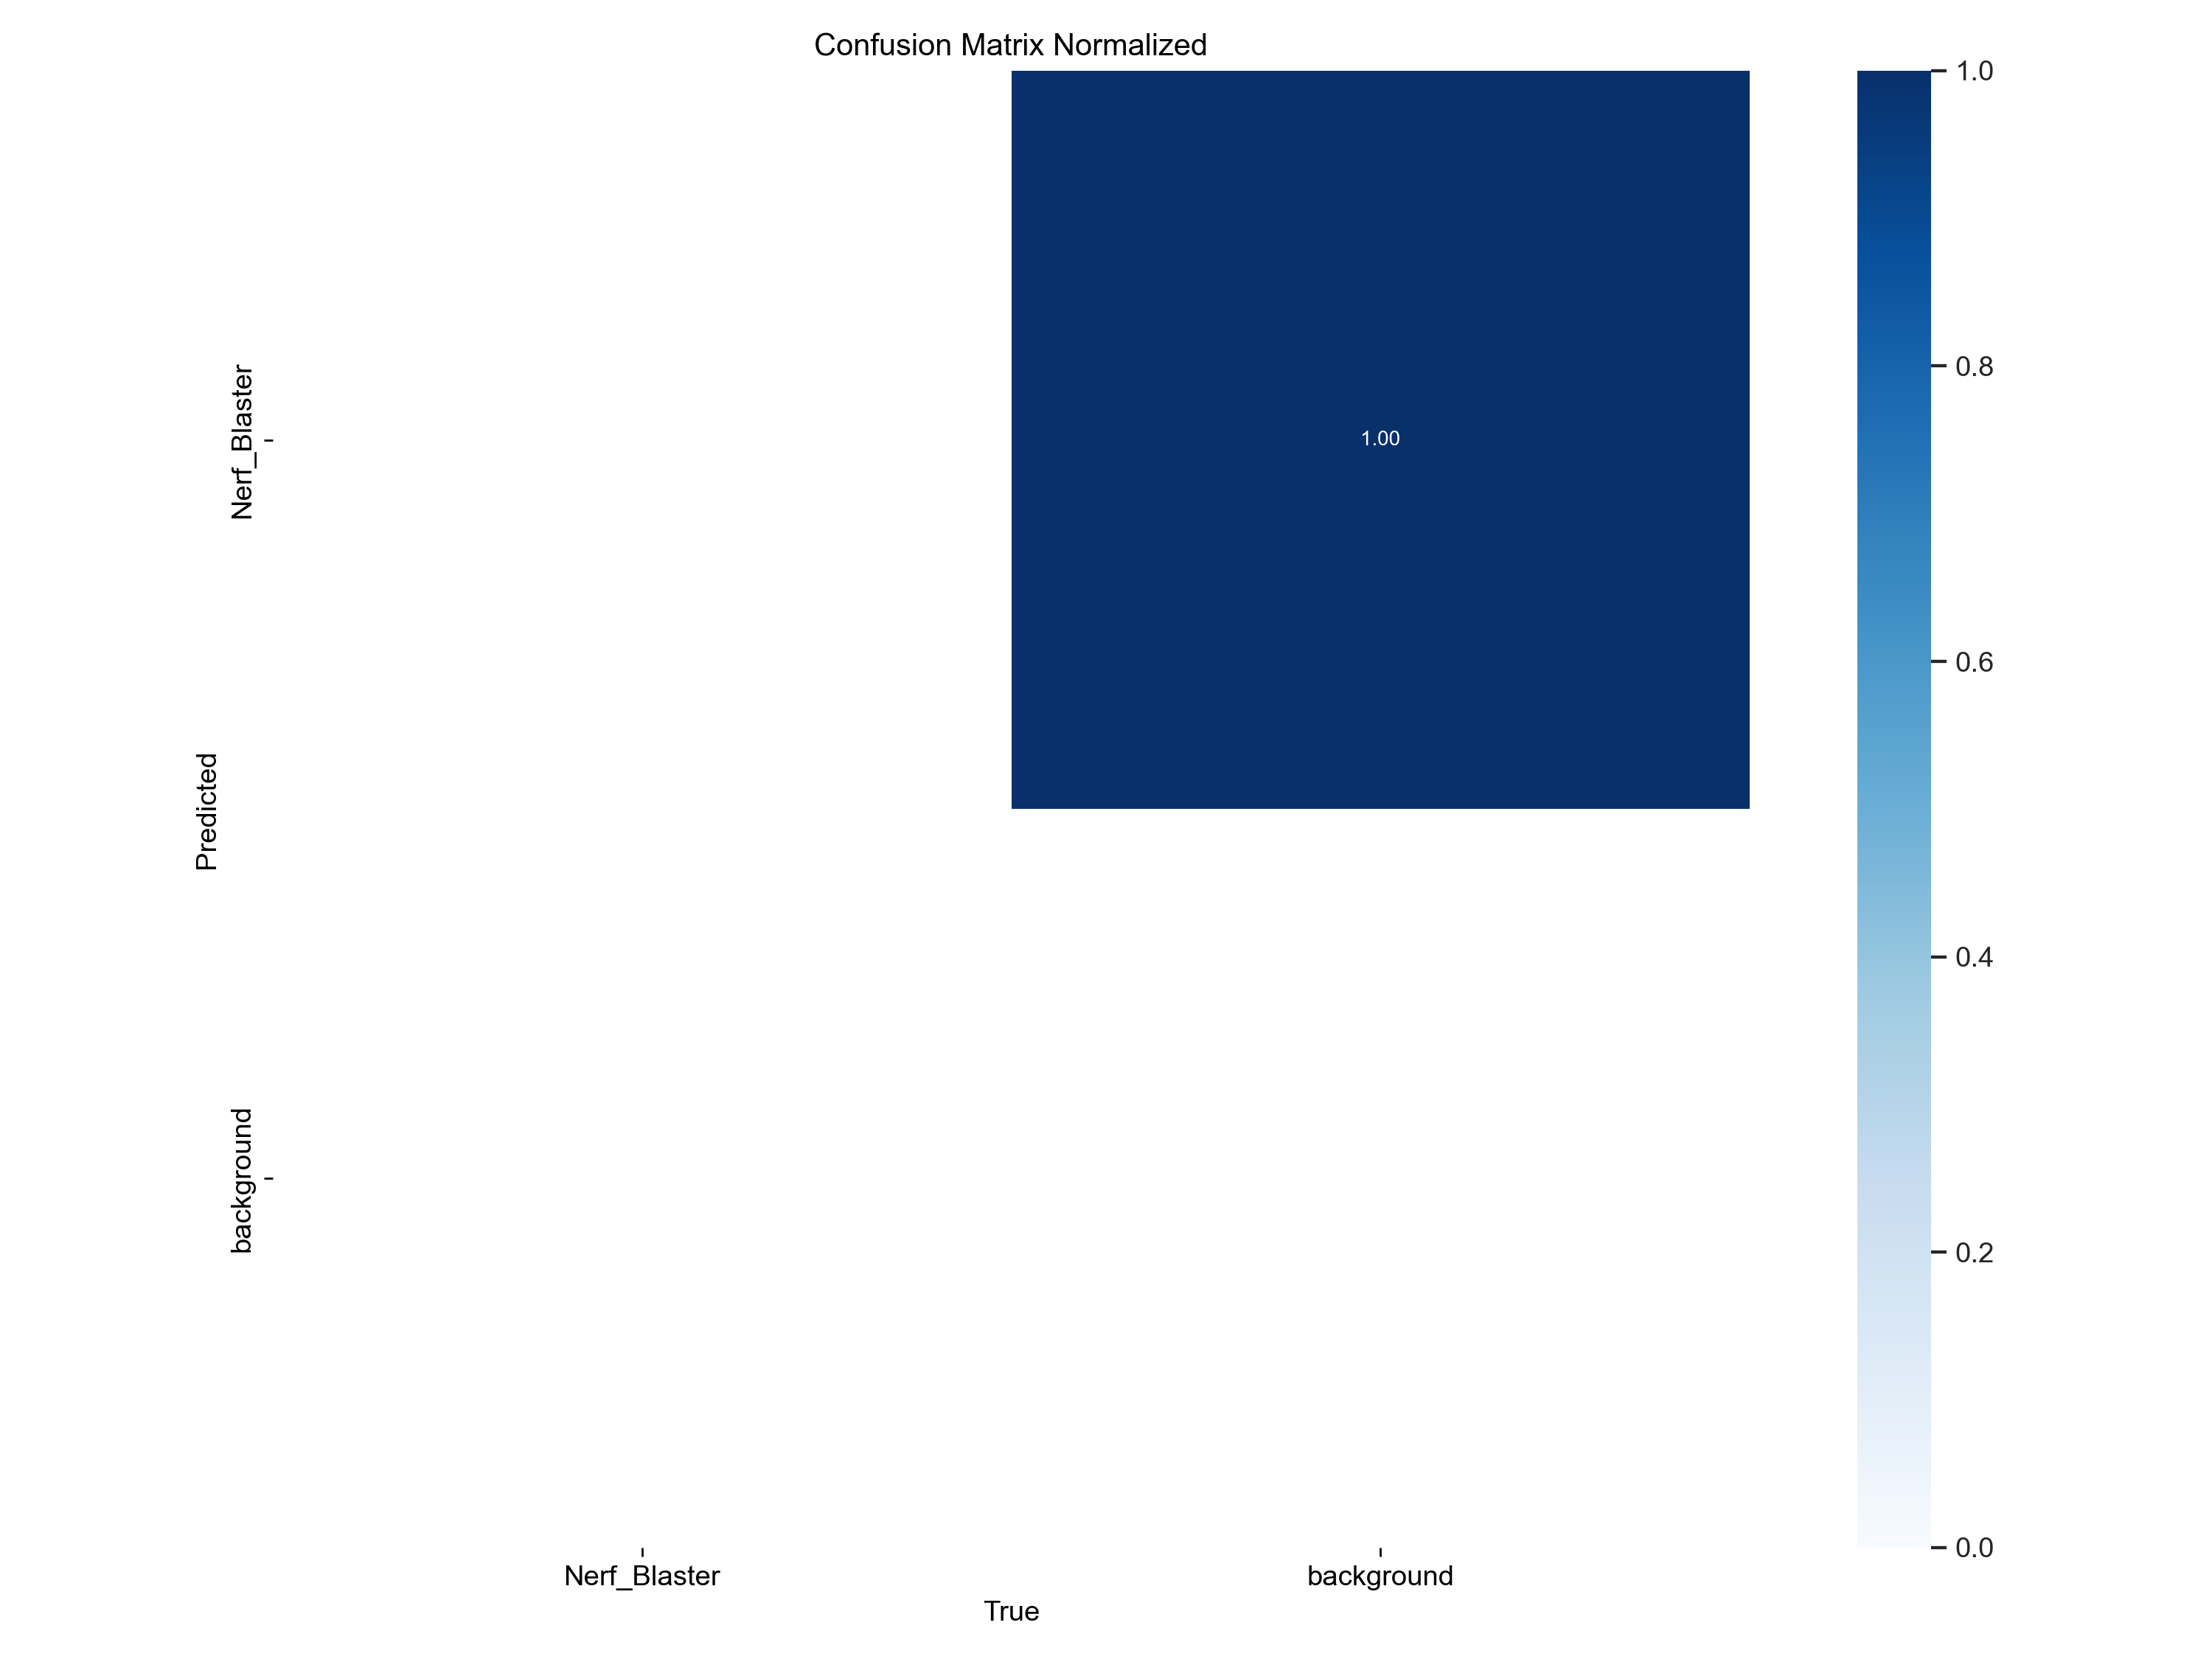 Confusion Matrix Normalized
Nerf_Blaster
background
Predicted
1.00
Nerf_Blaster
background
True
1.0
0.8
0.6
0.4
0.2
0.0